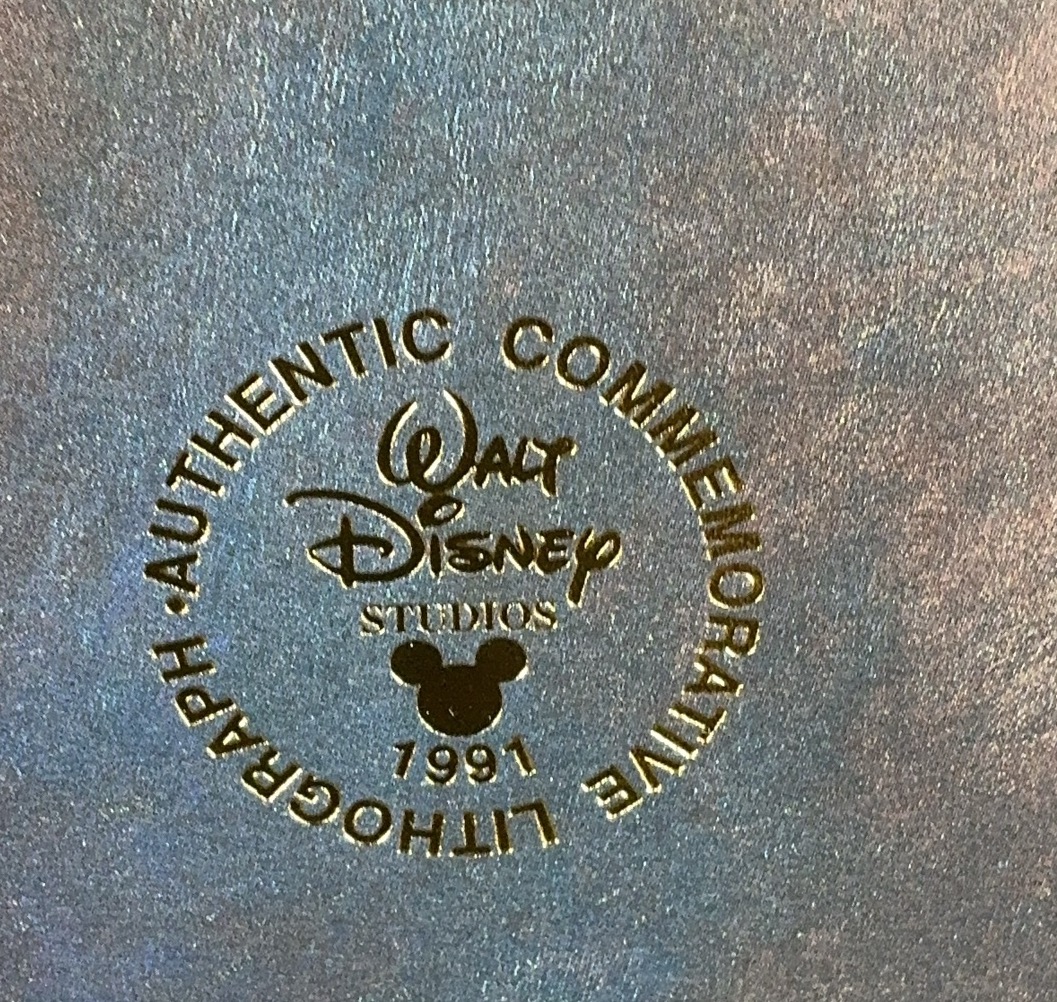 AUTHENTIC COMMEMORATIVE LITHOGRAPH •
WALT
DISNEY
STUDIOS
1991